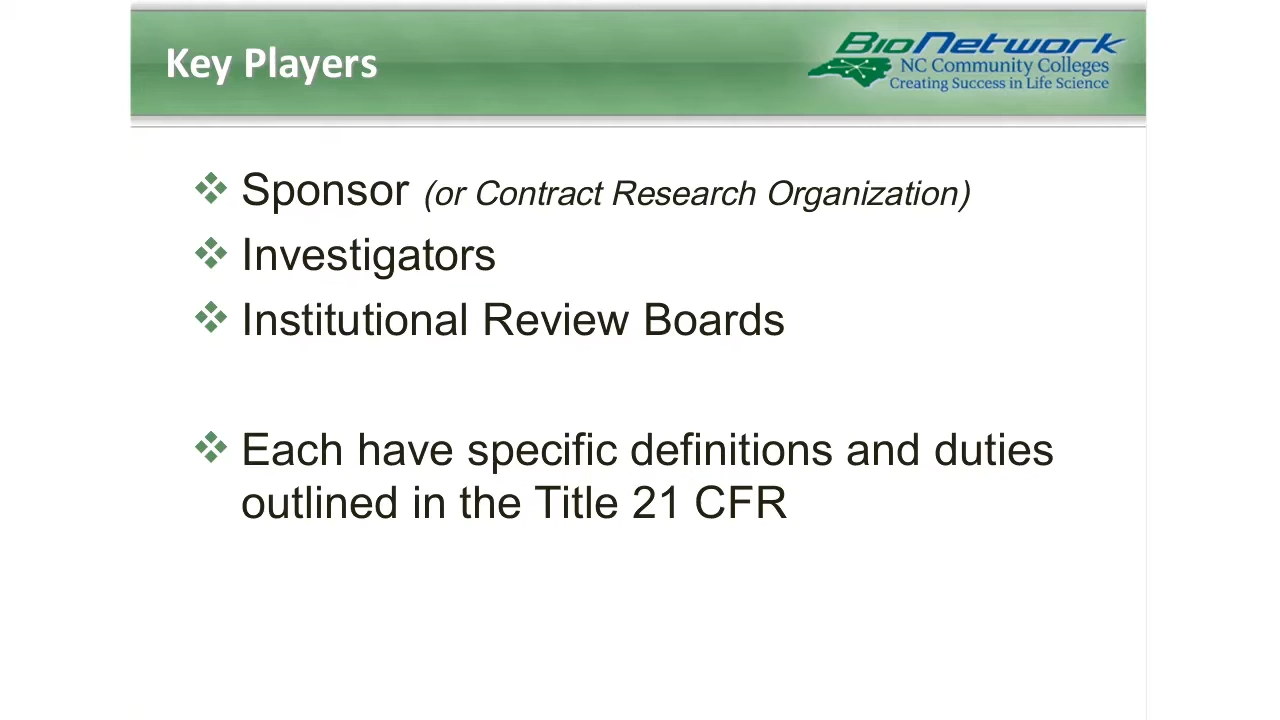 Key Players
BioNetwork
NC Community Colleges
Creating Success in Life Science
Sponsor (or Contract Research Organization)
Investigators
Institutional Review Boards
Each have specific definitions and duties
outlined in the Title 21 CFR